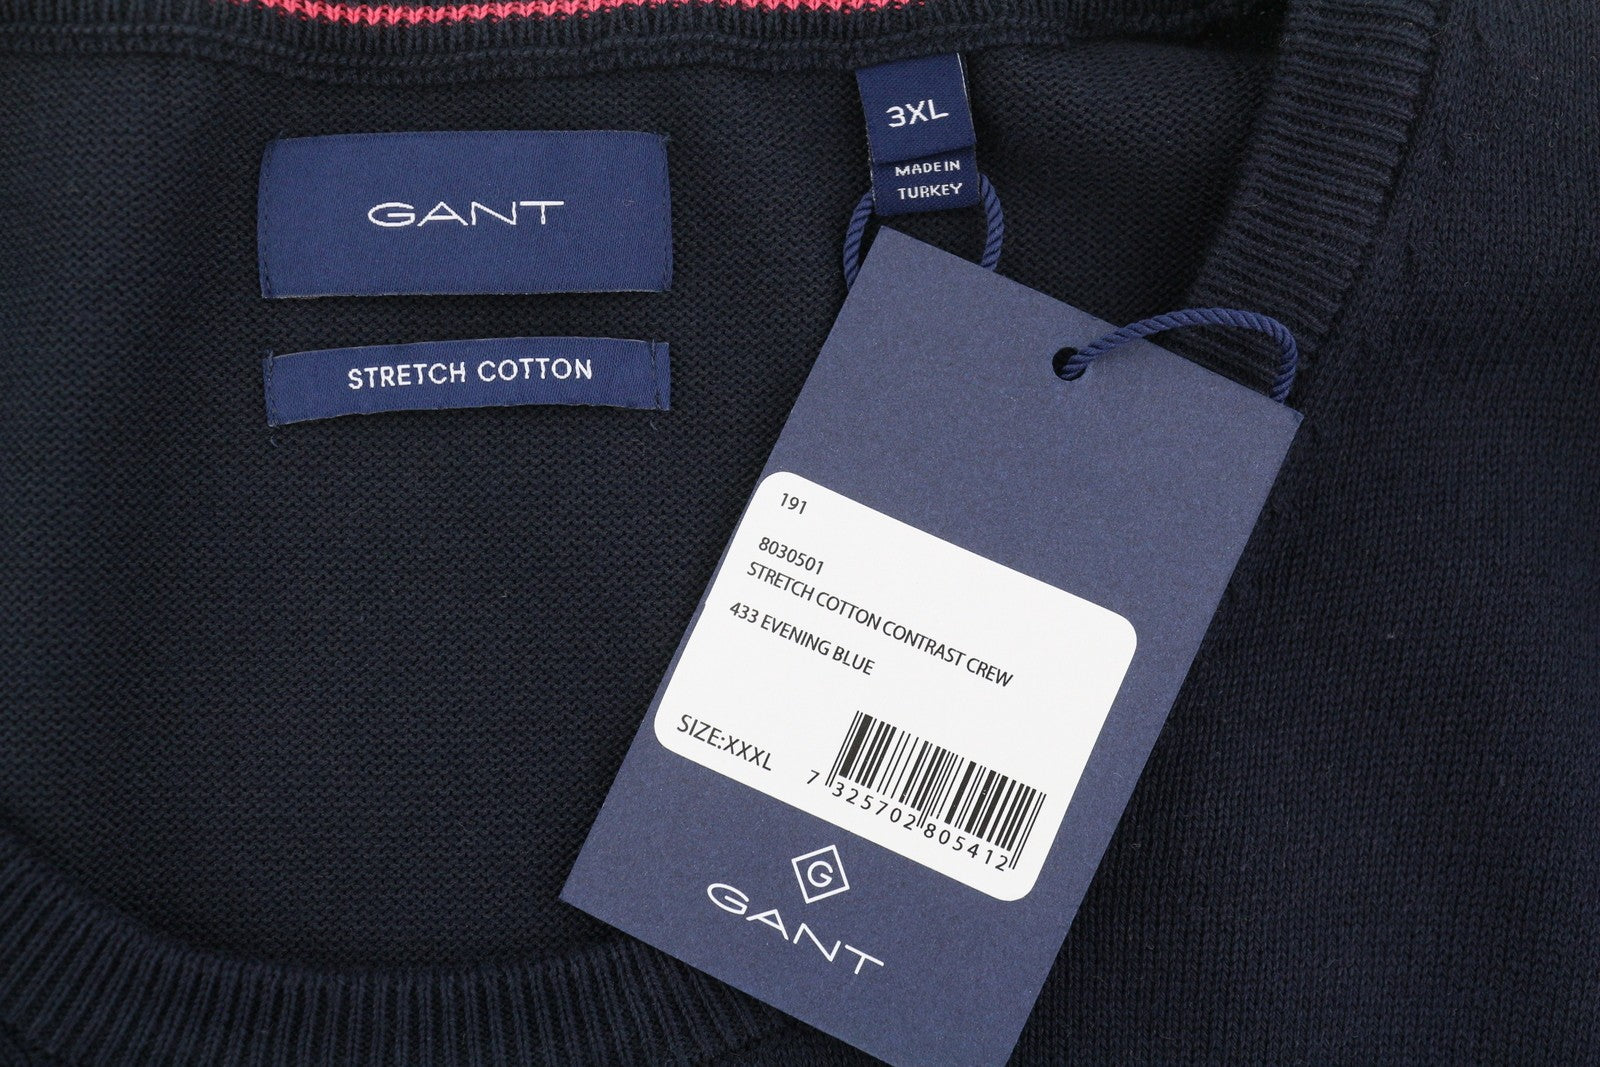 GANT
STRETCH COTTON
3XL
MADE IN
TURKEY
191
8030501
STRETCH COTTON CONTRAST CREW
433 EVENING BLUE
SIZE:XXXL
7 325702 805412
G
GANT